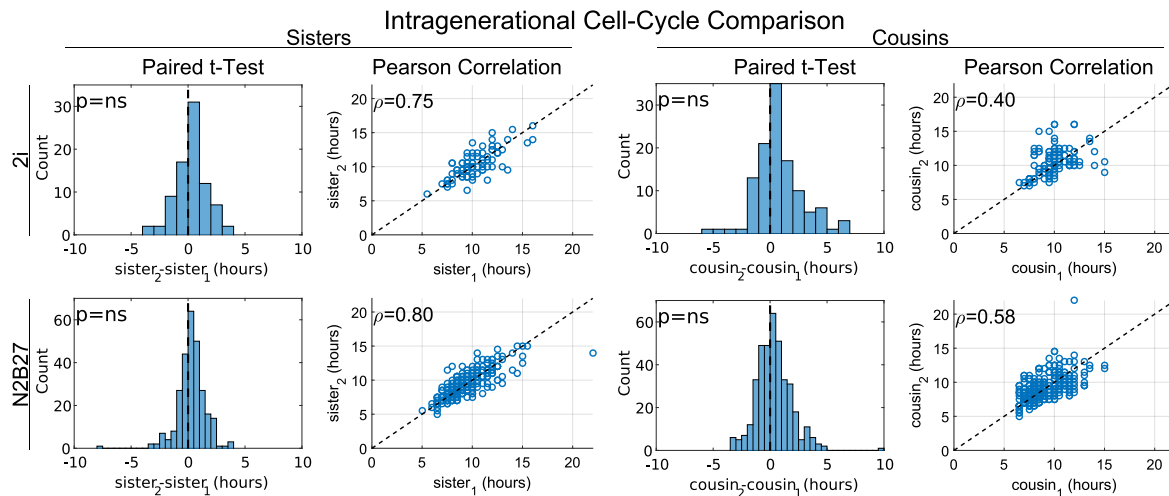 Intragenerational Cell-Cycle Comparison
Sisters
Cousins
Paired t-Test
Pearson Correlation
Paired t-Test
Pearson Correlation
2i
p=ns
Count
30
20
10
0
-10 -5 0 5 10
sister2-sister1 (hours)
ρ=0.75
sister2 (hours)
20
15
10
5
0
0 5 10 15 20
sister1 (hours)
p=ns
Count
30
20
10
0
-10 -5 0 5 10
cousin2-cousin1 (hours)
ρ=0.40
cousin2 (hours)
20
15
10
5
0
0 5 10 15 20
cousin1 (hours)
N2B27
p=ns
Count
60
40
20
0
-10 -5 0 5 10
sister2-sister1 (hours)
ρ=0.80
sister2 (hours)
20
15
10
5
0
0 5 10 15 20
sister1 (hours)
p=ns
Count
60
40
20
0
-10 -5 0 5 10
cousin2-cousin1 (hours)
ρ=0.58
cousin2 (hours)
20
15
10
5
0
0 5 10 15 20
cousin1 (hours)